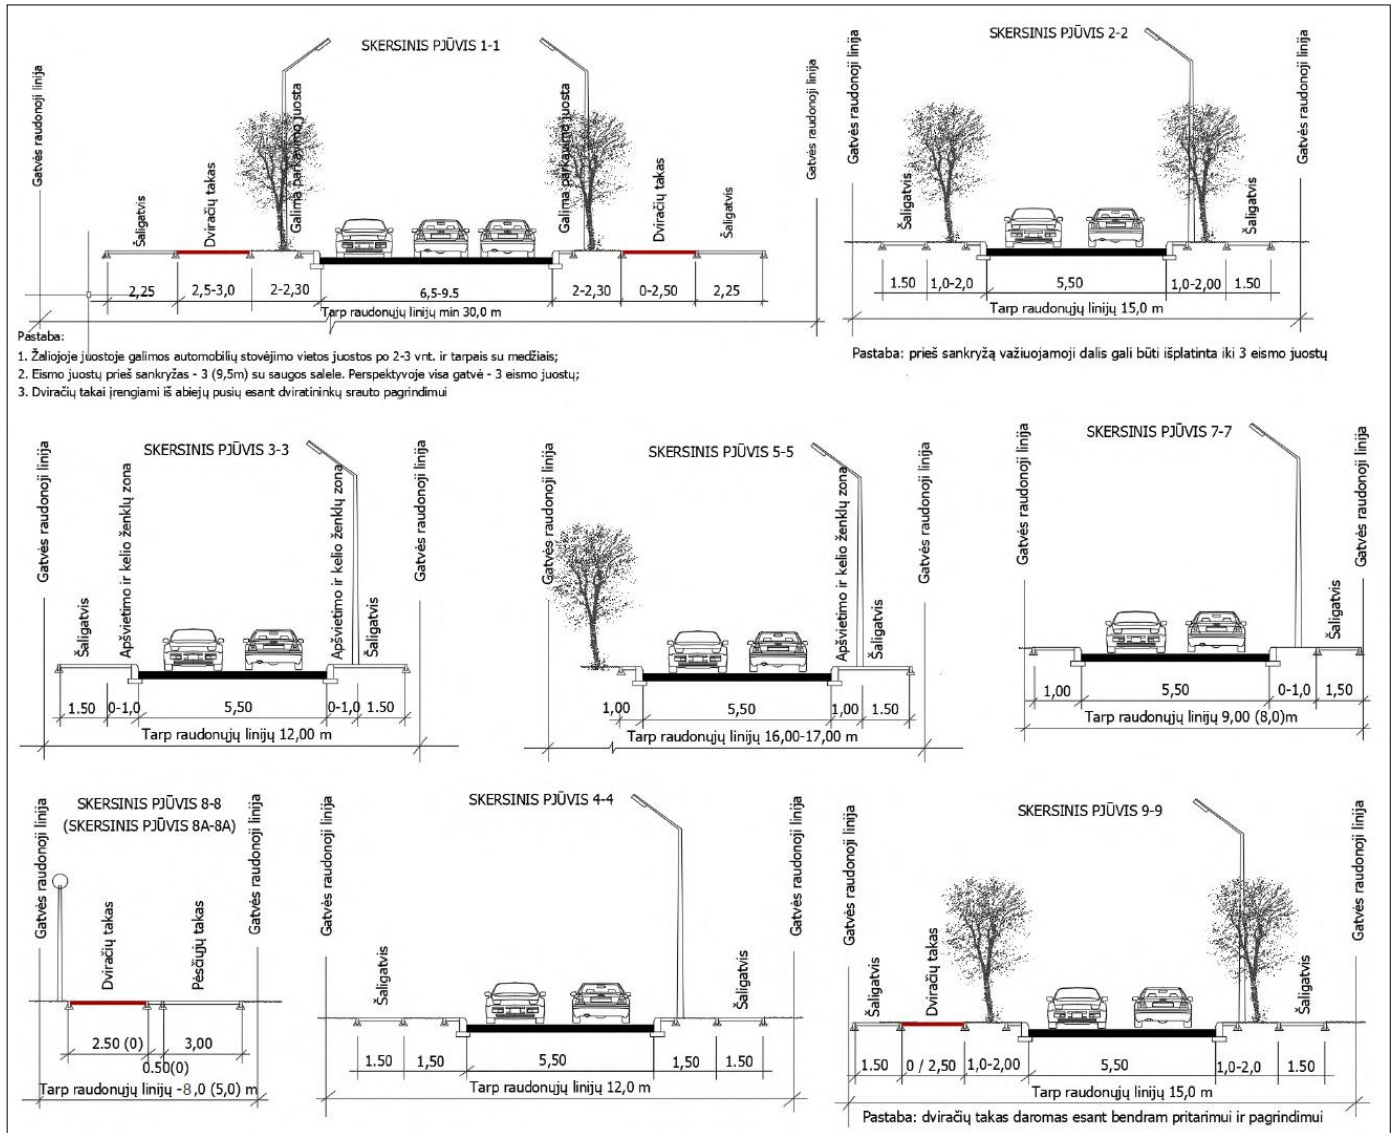 SKERSINIS PJŪVIS 1-1
Gatvės raudonoji linija
Šaligatvis
Dviračių takas
Galima parkavimo juosta
Galima parkavimo juosta
Dviračių takas
Šaligatvis
Gatvės raudonoji linija
2,25
2,5-3,0
2-2,30
6,5-9.5
2-2,30
0-2,50
2,25
Tarp raudonųjų linijų min 30,0 m
Pastaba:
1. Žaliojoje juostoje galimos automobilių stovėjimo vietos juostos po 2-3 vnt. ir tarpais su medžiais;
2. Eismo juostų prieš sankryžas - 3 (9,5m) su saugos salele. Perspektyvoje visa gatvė - 3 eismo juostų;
3. Dviračių takai įrengiami iš abiejų pusių esant dviratininkų srauto pagrindimui
SKERSINIS PJŪVIS 2-2
Gatvės raudonoji linija
Šaligatvis
Šaligatvis
Gatvės raudonoji linija
1.50
1,0-2,0
5,50
1,0-2,00
1.50
Tarp raudonųjų linijų 15,0 m
Pastaba: prieš sankryžą važiuojamoji dalis gali būti išplatinta iki 3 eismo juostų
SKERSINIS PJŪVIS 3-3
Gatvės raudonoji linija
Šaligatvis
Apšvietimo ir kelio ženklų zona
Apšvietimo ir kelio ženklų zona
Šaligatvis
Gatvės raudonoji linija
1.50
0-1,0
5,50
0-1,0
1.50
Tarp raudonųjų linijų 12,00 m
SKERSINIS PJŪVIS 5-5
Gatvės raudonoji linija
Apšvietimo ir kelio ženklų zona
Šaligatvis
Gatvės raudonoji linija
1,00
5,50
1,00
1.50
Tarp raudonųjų linijų 16,00-17,00 m
SKERSINIS PJŪVIS 7-7
Gatvės raudonoji linija
Šaligatvis
Gatvės raudonoji linija
1,00
5,50
0-1,0
1,50
Tarp raudonųjų linijų 9,00 (8,0)m
SKERSINIS PJŪVIS 8-8
(SKERSINIS PJŪVIS 8A-8A)
Gatvės raudonoji linija
Dviračių takas
Pėsčiųjų takas
Gatvės raudonoji linija
2.50 (0)
3,00
0.50(0)
Tarp raudonųjų linijų -8,0 (5,0) m
SKERSINIS PJŪVIS 4-4
Gatvės raudonoji linija
Šaligatvis
Šaligatvis
Gatvės raudonoji linija
1.50
1,50
5,50
1,50
1.50
Tarp raudonųjų linijų 12,0 m
SKERSINIS PJŪVIS 9-9
Gatvės raudonoji linija
Šaligatvis
Dviračių takas
Šaligatvis
Gatvės raudonoji linija
1.50
0 / 2,50
1,0-2,00
5,50
1,0-2,0
1.50
Tarp raudonųjų linijų 15,0 m
Pastaba: dviračių takas daromas esant bendram pritarimui ir pagrindimui